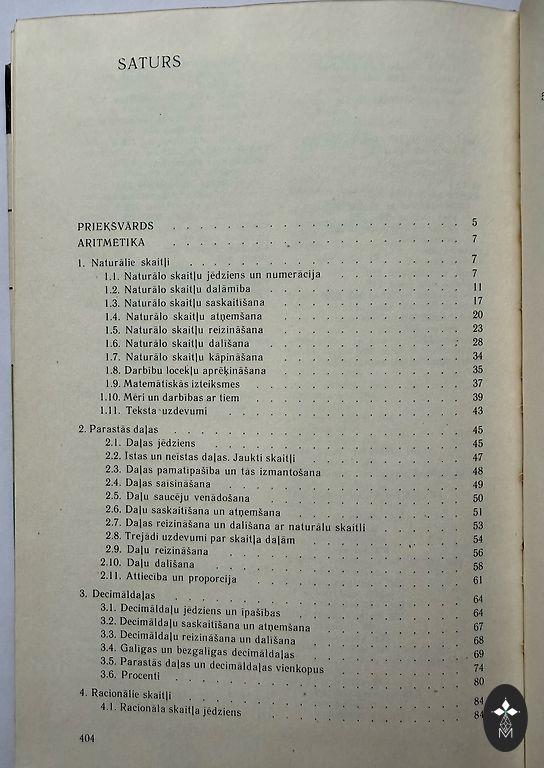 SATURS
PRIEKŠVĀRDS 5
ARITMĒTIKA 7
1. Naturālie skaitļi 7
1.1. Naturālo skaitļu jēdziens un numerācija 7
1.2. Naturālo skaitļu dalāmība 11
1.3. Naturālo skaitļu saskaitīšana 17
1.4. Naturālo skaitļu atņemšana 20
1.5. Naturālo skaitļu reizināšana 23
1.6. Naturālo skaitļu dalīšana 28
1.7. Naturālo skaitļu kāpināšana 34
1.8. Darbību locekļu aprēķināšana 35
1.9. Matemātiskās izteiksmes 37
1.10. Mēri un darbības ar tiem 39
1.11. Teksta uzdevumi 43
2. Parastās daļas 45
2.1. Daļas jēdziens 45
2.2. Īstas un neīstas daļas. Jaukti skaitļi 47
2.3. Daļas pamatīpašība un tās izmantošana 48
2.4. Daļas saīsināšana 49
2.5. Daļu saucēju vienādošana 50
2.6. Daļu saskaitīšana un atņemšana 51
2.7. Daļas reizināšana un dalīšana ar naturālu skaitli 53
2.8. Trejādi uzdevumi par skaitļa daļām 54
2.9. Daļu reizināšana 56
2.10. Daļu dalīšana 58
2.11. Attiecība un proporcija 61
3. Decimāldaļas 64
3.1. Decimāldaļu jēdziens un īpašības 64
3.2. Decimāldaļu saskaitīšana un atņemšana 67
3.3. Decimāldaļu reizināšana un dalīšana 68
3.4. Galīgas un bezgalīgas decimāldaļas 69
3.5. Parastās daļas un decimāldaļas vienkopus 74
3.6. Procenti 80
4. Racionālie skaitļi 84
4.1. Racionāla skaitļa jēdziens 84
404